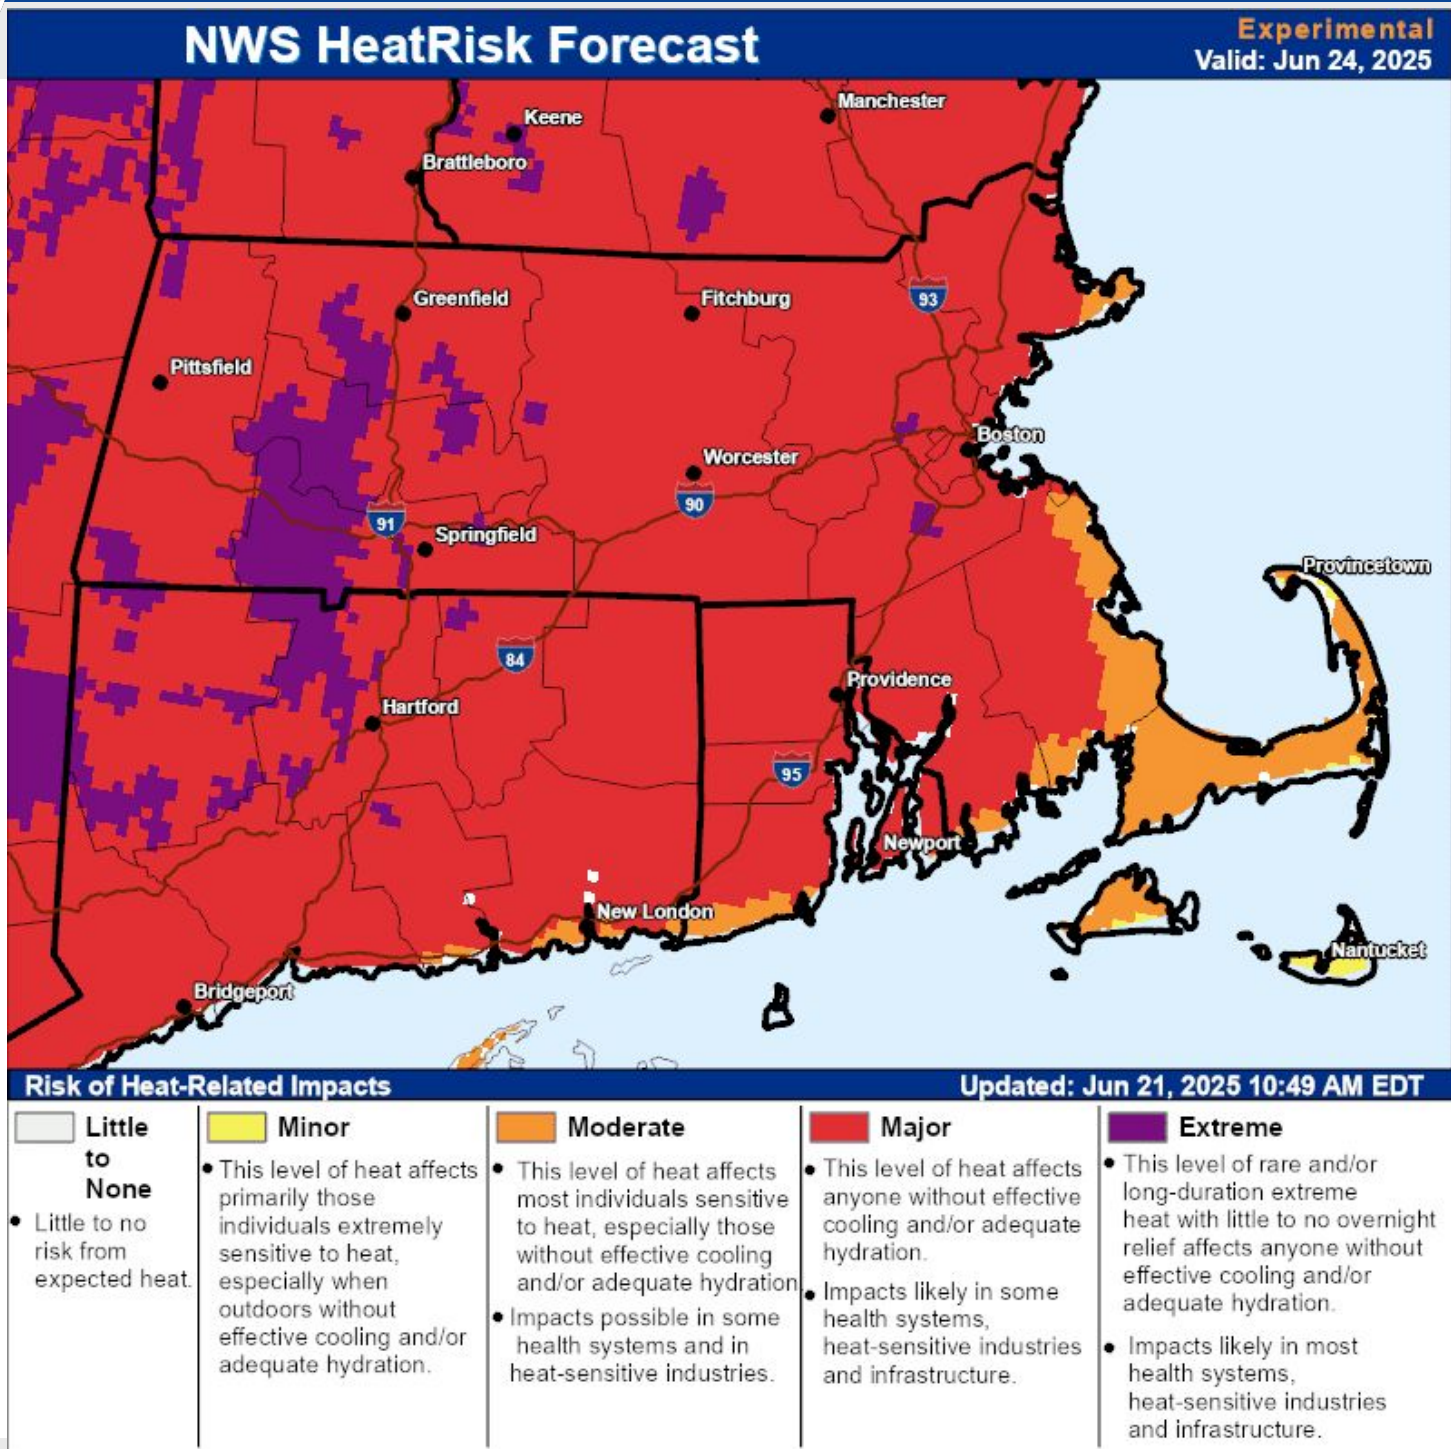 NWS HeatRisk Forecast
Experimental
Valid: Jun 24, 2025
Manchester
Keene
Brattleboro
Greenfield
Fitchburg
93
Pittsfield
Boston
Worcester
90
91
Springfield
Provincetown
84
Providence
Hartford
95
Newport
New London
Nantucket
Bridgeport
Risk of Heat-Related Impacts
Updated: Jun 21, 2025 10:49 AM EDT
Little
to
None
• Little to no
risk from
expected heat.
Minor
• This level of heat affects
primarily those
individuals extremely
sensitive to heat,
especially when
outdoors without
effective cooling and/or
adequate hydration.
Moderate
• This level of heat affects
most individuals sensitive
to heat, especially those
without effective cooling
and/or adequate hydration
• Impacts possible in some
health systems and in
heat-sensitive industries.
Major
• This level of heat affects
anyone without effective
cooling and/or adequate
hydration.
• Impacts likely in some
health systems,
heat-sensitive industries
and infrastructure.
Extreme
• This level of rare and/or
long-duration extreme
heat with little to no overnight
relief affects anyone without
effective cooling and/or
adequate hydration.
• Impacts likely in most
health systems,
heat-sensitive industries
and infrastructure.